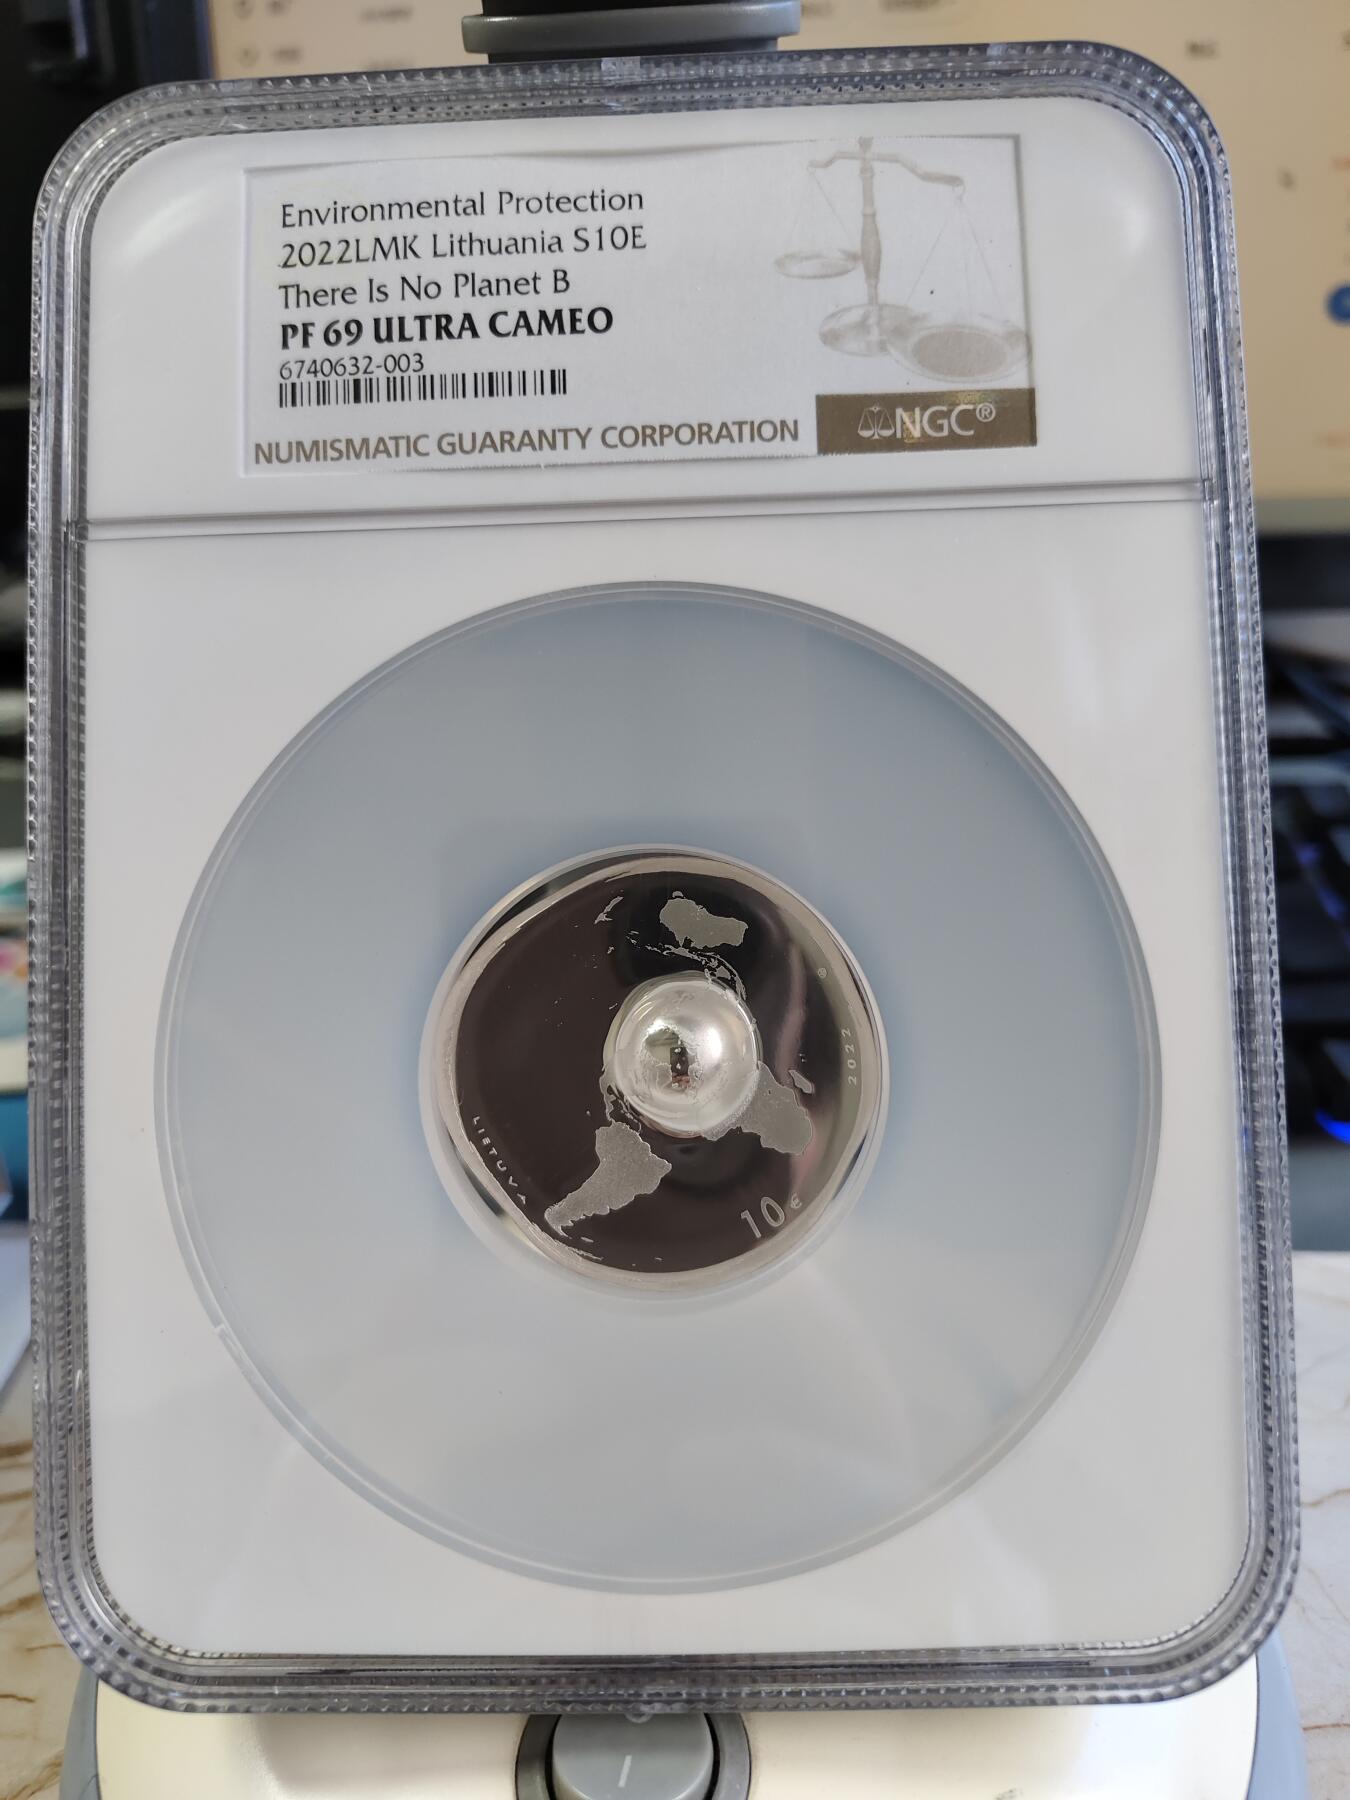 Environmental Protection
2022LMK Lithuania S10E
There Is No Planet B
PF 69 ULTRA CAMEO
6740632-003
NUMISMATIC GUARANTY CORPORATION
NGC®
2022
LIETUVA
10 €